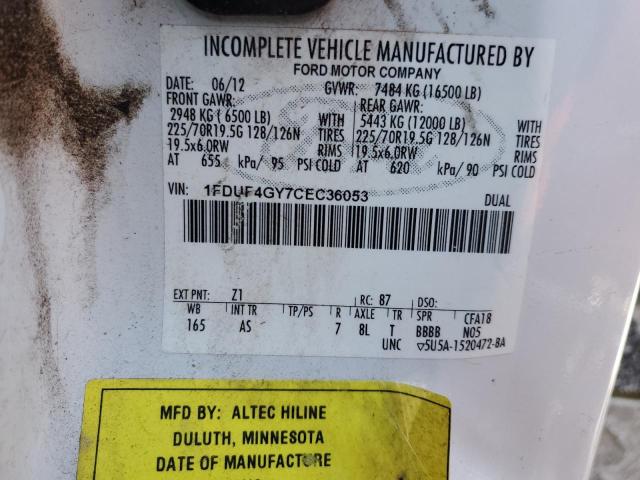 INCOMPLETE VEHICLE MANUFACTURED BY
FORD MOTOR COMPANY
DATE: 06/12 GVWR: 7484 KG (16500 LB)
FRONT GAWR: REAR GAWR:
2948 KG ( 6500 LB) WITH 5443 KG (12000 LB) WITH
225/70R19.5G 128/126N TIRES 225/70R19.5G 128/126N TIRES
19.5x6.0RW RIMS 19.5x6.0RW RIMS
AT 655 kPa/ 95 PSI COLD AT 620 kPa/ 90 PSI COLD
VIN: 1FDUF4GY7CEC36053 DUAL
EXT PNT: Z1 RC: 87 DSO:
WB INT TR TP/PS R AXLE TR SPR CFA18
165 AS 7 8L T BBBB N05
UNC ▽5U5A-1520472-BA
MFD BY: ALTEC HILINE
DULUTH, MINNESOTA
DATE OF MANUFACTORE